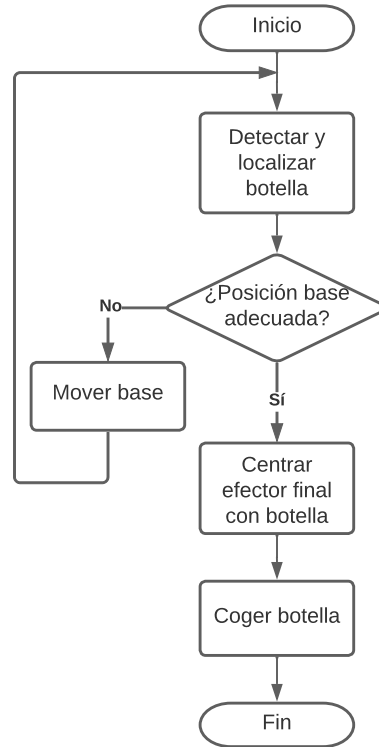 Inicio
Detectar y
localizar
botella
¿Posición base
adecuada?
No
Mover base
Sí
Centrar
efector final
con botella
Coger botella
Fin